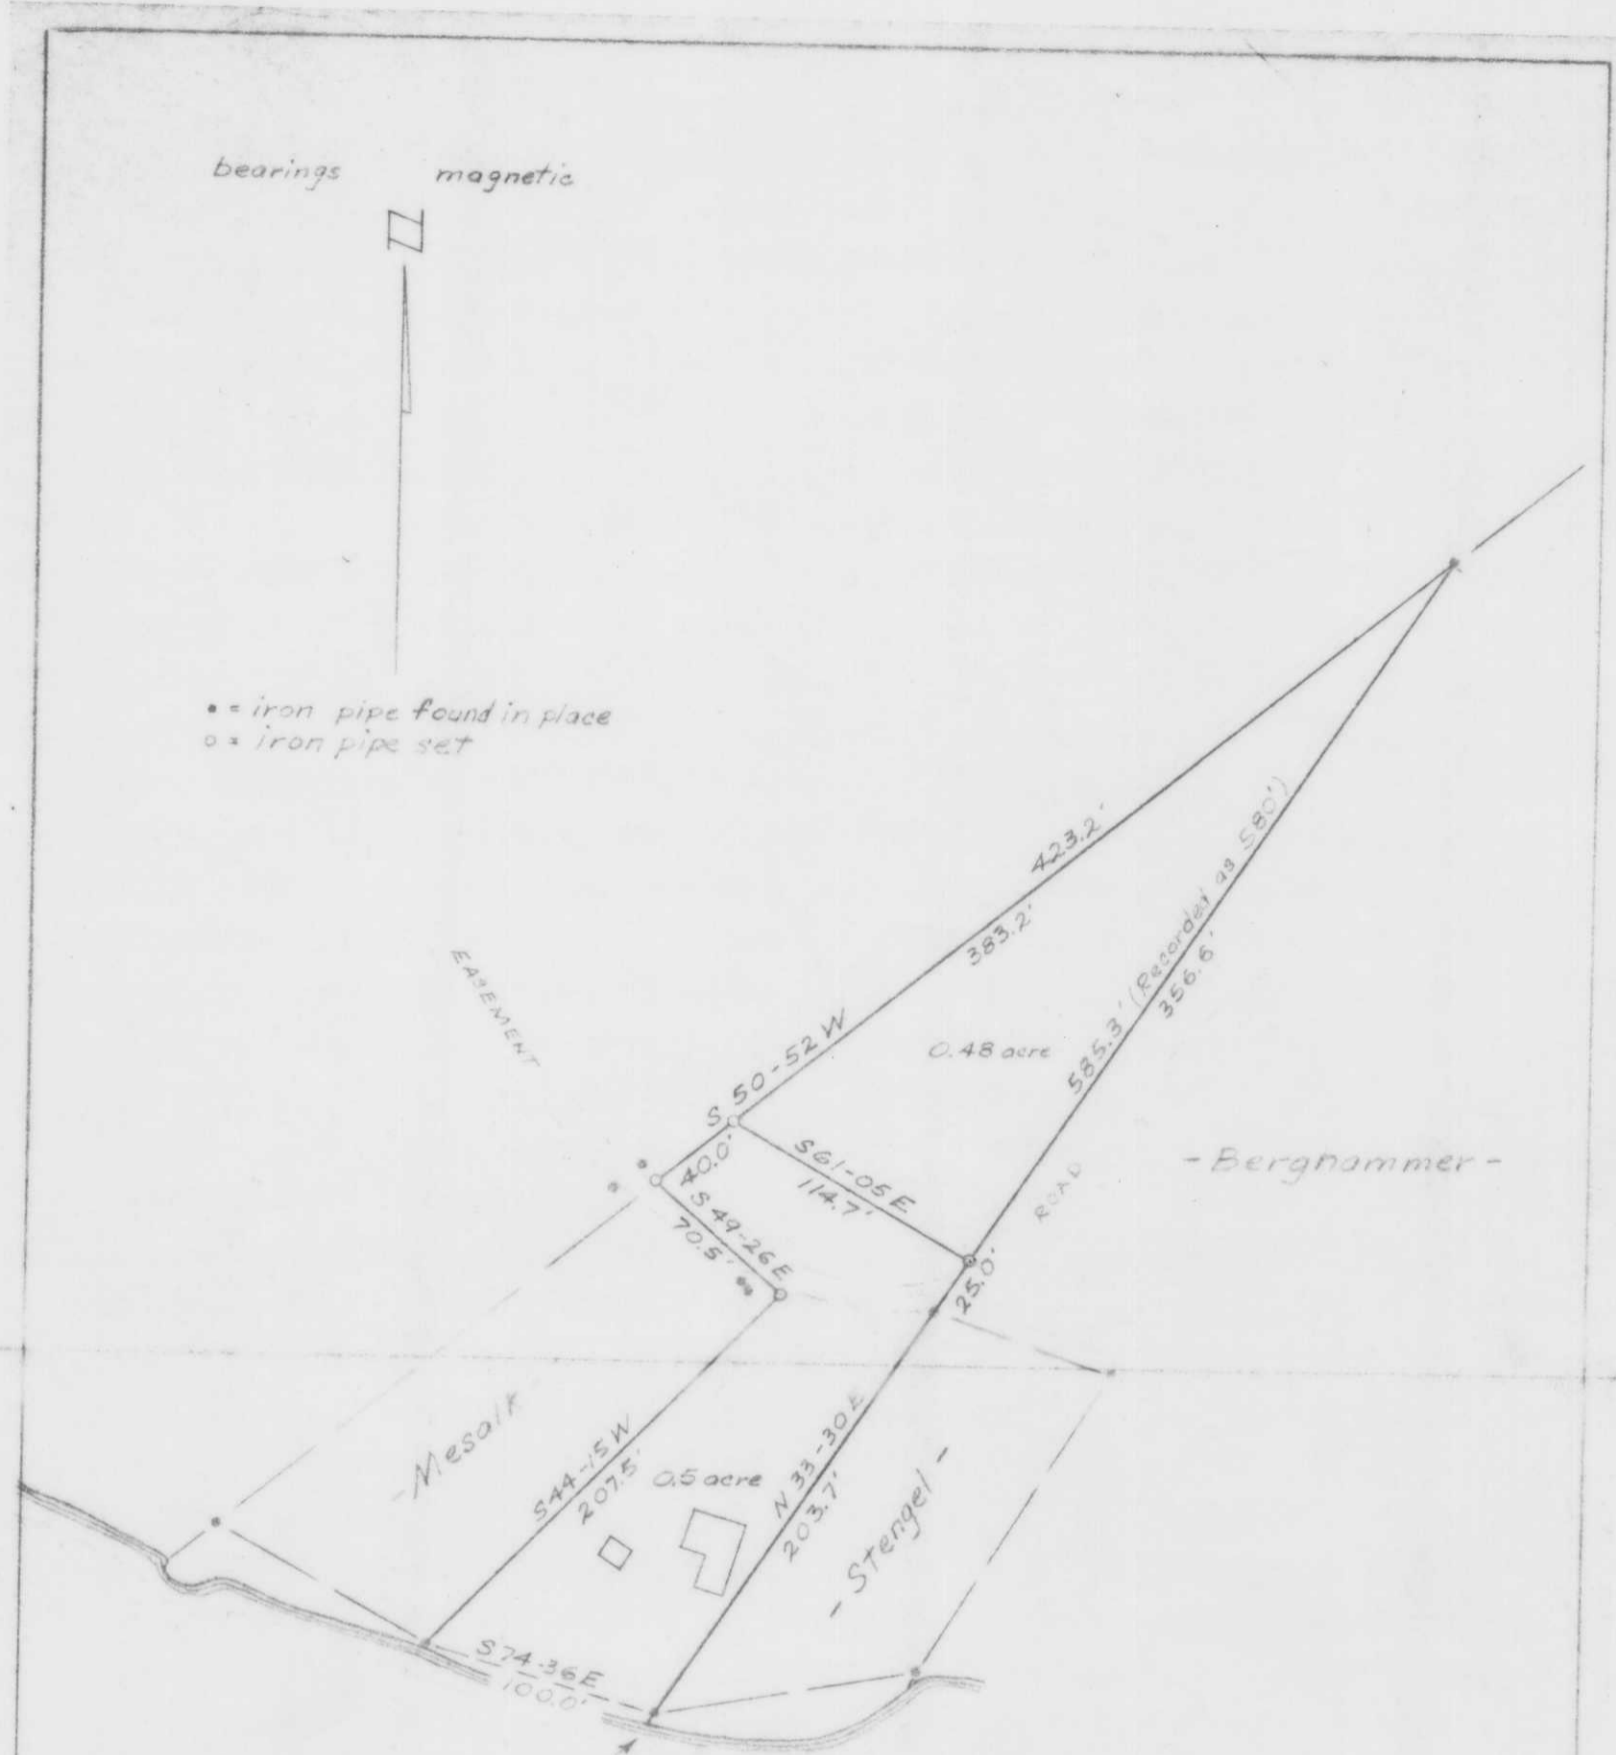 bearings magnetic
N
• = iron pipe found in place
o = iron pipe set
423.2'
383.2'
585.3' (Recorded as 580')
356.6'
EASEMENT
S 50-52 W
0.48 acre
40.0'
S61-05E
114.7'
- Berghammer -
ROAD
S49-26E
70.5'
25.0'
- Mesalk
S44-15W
207.5'
0.5 acre
N 33-30E
203.7'
- Stengel -
S74-36E
100.0'